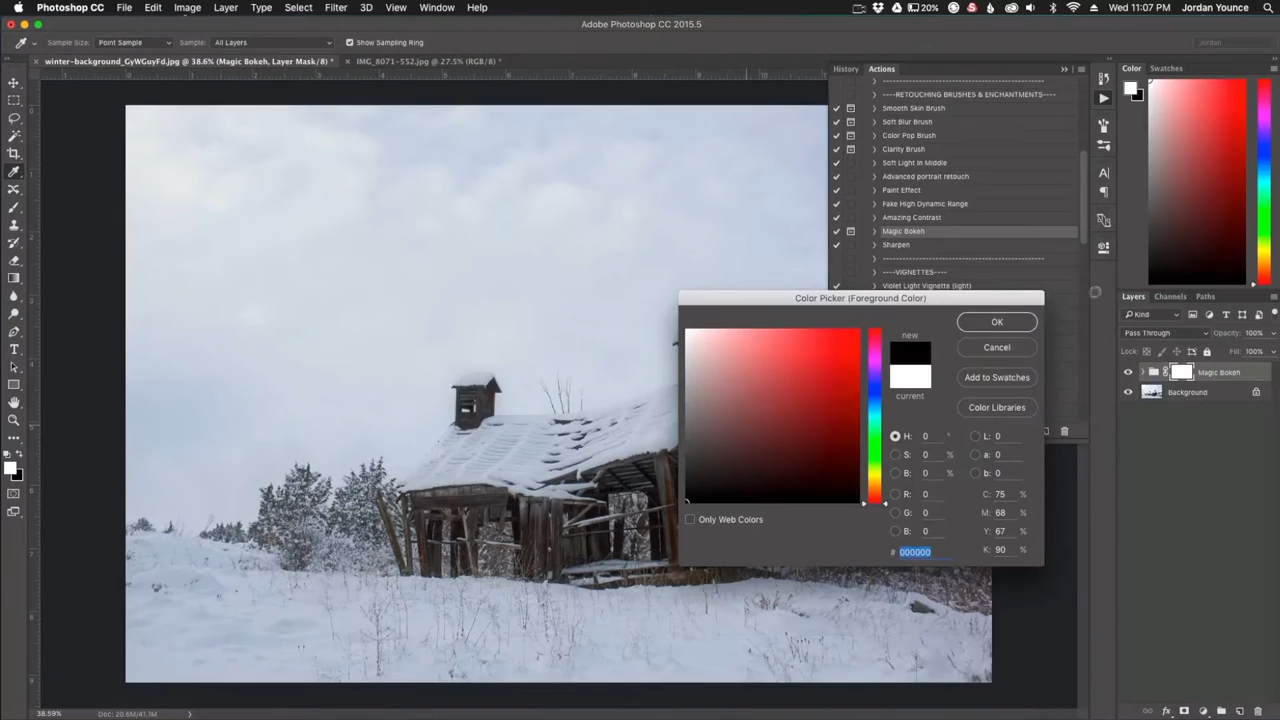 Photoshop CC File Edit Image Layer Type Select Filter 3D View Window Help 20% Wed 11:07 PM Jordan Younce
Adobe Photoshop CC 2015.5
Sample Size: Point Sample Sample: All Layers Show Sampling Ring Jordan
winter-background_GyWGuyFd.jpg @ 38.6% (Magic Bokeh, Layer Mask/8) * IMG_8071-552.jpg @ 27.5% (RGB/8) *
History Actions
Color Swatches
----RETOUCHING BRUSHES & ENCHANTMENTS----
Smooth Skin Brush
Soft Blur Brush
Color Pop Brush
Clarity Brush
Soft Light In Middle
Advanced portrait retouch
Paint Effect
Fake High Dynamic Range
Amazing Contrast
Magic Bokeh
Sharpen
----VIGNETTES----
Violet Light Vignette (light)
Color Picker (Foreground Color)
new
current
OK
Cancel
Add to Swatches
Color Libraries
H: 0 ° L: 0
S: 0 % a: 0
B: 0 % b: 0
R: 0 C: 75 %
G: 0 M: 68 %
B: 0 Y: 67 %
# 000000 K: 90 %
Only Web Colors
Layers Channels Paths
Kind
Pass Through Opacity: 100%
Lock: Fill: 100%
Magic Bokeh
Background
38.59% Doc: 20.6M/41.1M